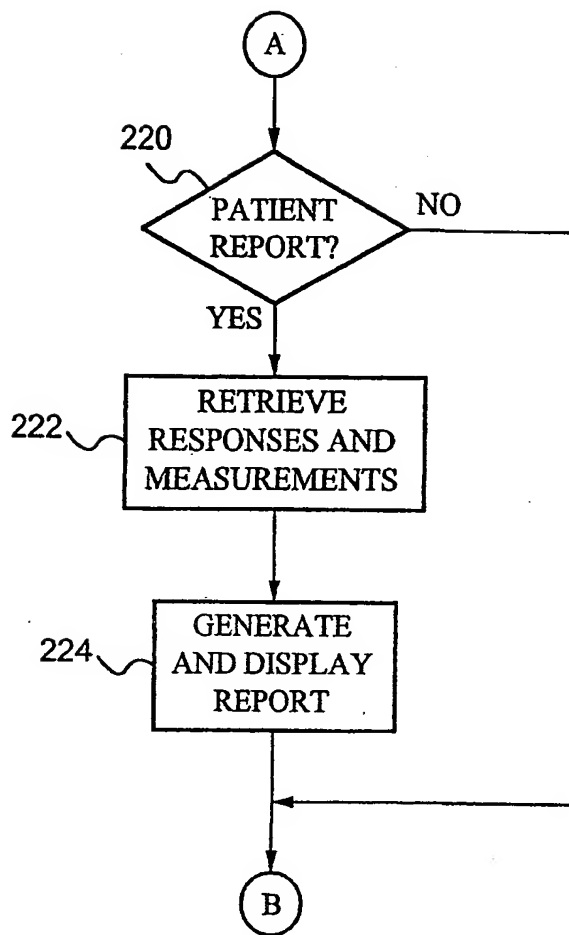 A
220
PATIENT
REPORT?
NO
YES
222
RETRIEVE
RESPONSES AND
MEASUREMENTS
224
GENERATE
AND DISPLAY
REPORT
B